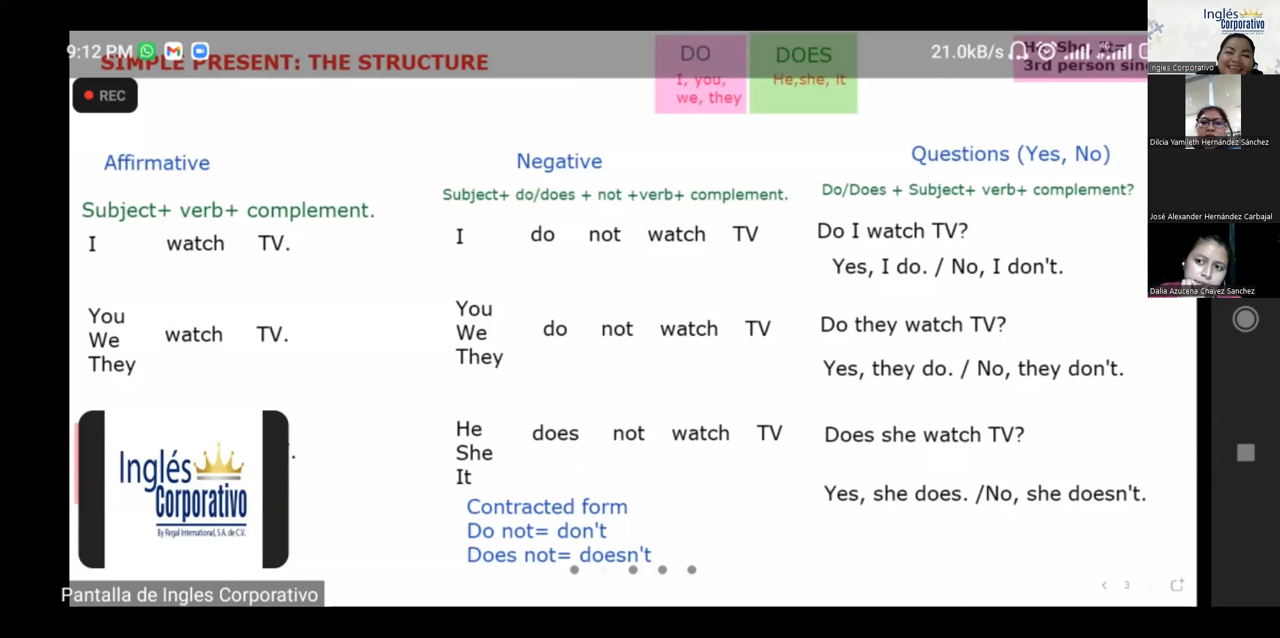 9:12 PM
21.0kB/s
SIMPLE PRESENT: THE STRUCTURE
REC
DO
I, you,
we, they
DOES
He,she, it
He, She, It=
3rd person sin
Affirmative
Subject+ verb+ complement.
I watch TV.
You
We
They
watch TV.
.
Negative
Subject+ do/does + not +verb+ complement.
I do not watch TV
You
We
They
do not watch TV
He
She
It
does not watch TV
Contracted form
Do not= don't
Does not= doesn't
Questions (Yes, No)
Do/Does + Subject+ verb+ complement?
Do I watch TV?
Yes, I do. / No, I don't.
Do they watch TV?
Yes, they do. / No, they don't.
Does she watch TV?
Yes, she does. /No, she doesn't.
Inglés
Corporativo
By Regal International, S.A. de C.V.
3
Pantalla de Ingles Corporativo
Inglés
Corporativo
Ingles Corporativo
Dilcia Yamileth Hernández Sánchez
José Alexander Hernández Carbajal
Dalia Azucena Chavez Sanchez